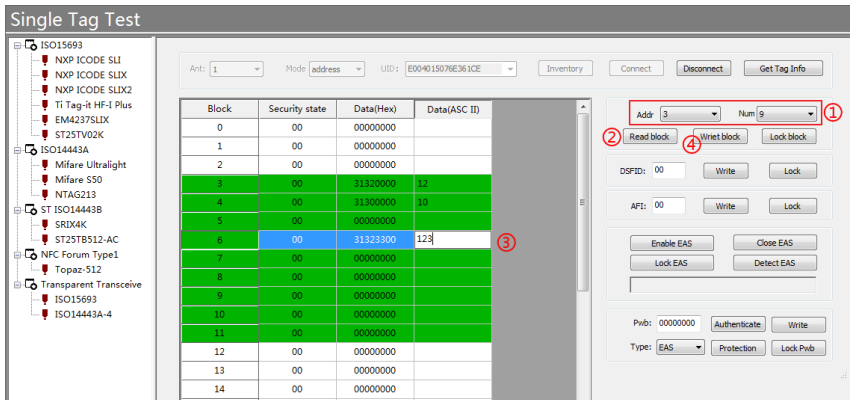 Single Tag Test
ISO15693
NXP ICODE SLI
NXP ICODE SLIX
NXP ICODE SLIX2
Ti Tag-it HF-I Plus
EM4237SLIX
ST25TV02K
ISO14443A
Mifare Ultralight
Mifare S50
NTAG213
ST ISO14443B
SRIX4K
ST25TB512-AC
NFC Forum Type1
Topaz-512
Transparent Transceive
ISO15693
ISO14443A-4
Ant: 1 Mode address UID: E004015076E361CE Inventory Connect Disconnect Get Tag Info
Block Security state Data(Hex) Data(ASC II)
0 00 00000000
1 00 00000000
2 00 00000000
3 00 31320000 12
4 00 31300000 10
5 00 00000000
6 00 31323300 123 ③
7 00 00000000
8 00 00000000
9 00 00000000
10 00 00000000
11 00 00000000
12 00 00000000
13 00 00000000
14 00 00000000
Addr 3 Num 9 ①
② Read block ④ Wriet block Lock block
DSFID: 00 Write Lock
AFI: 00 Write Lock
Enable EAS Close EAS
Lock EAS Detect EAS
Pwb: 00000000 Authenticate Write
Type: EAS Protection Lock Pwb